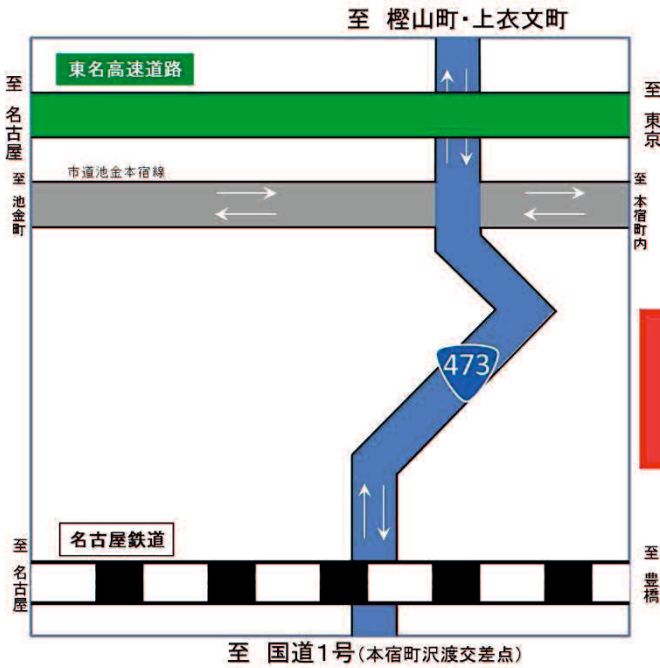 至 樫山町・上衣文町
東名高速道路
至 名古屋
至 東京
市道池金本宿線
至 池金町
至 本宿町内
473
名古屋鉄道
至 名古屋
至 豊橋
至 国道1号(本宿町沢渡交差点)